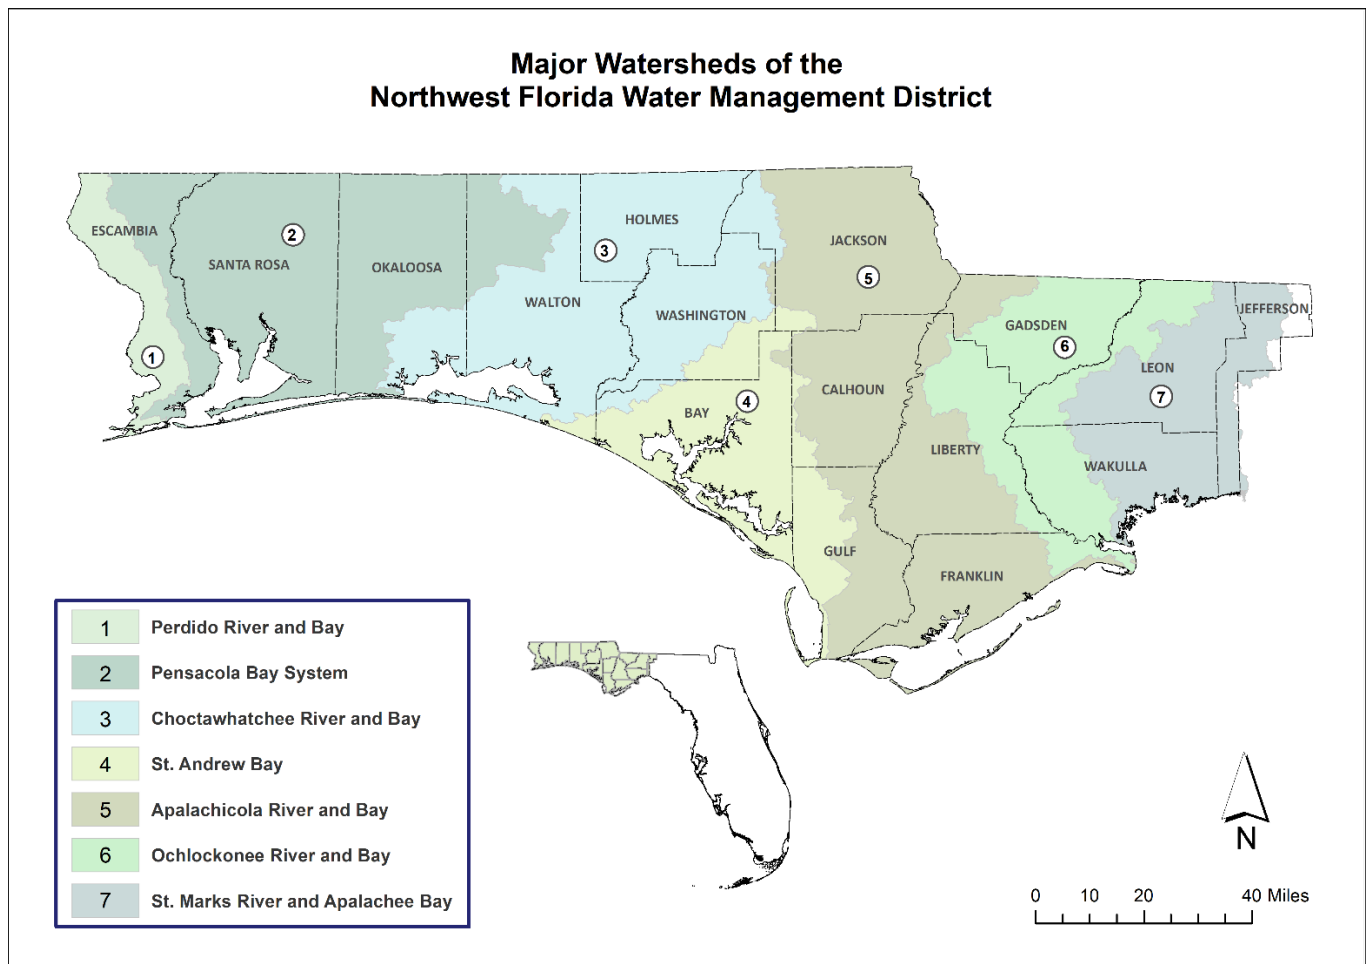 Major Watersheds of the
Northwest Florida Water Management District
ESCAMBIA
SANTA ROSA
OKALOOSA
WALTON
HOLMES
WASHINGTON
JACKSON
BAY
CALHOUN
GULF
LIBERTY
FRANKLIN
GADSDEN
LEON
WAKULLA
JEFFERSON
1
2
3
4
5
6
7
1 Perdido River and Bay
2 Pensacola Bay System
3 Choctawhatchee River and Bay
4 St. Andrew Bay
5 Apalachicola River and Bay
6 Ochlockonee River and Bay
7 St. Marks River and Apalachee Bay
N
0 10 20 40 Miles